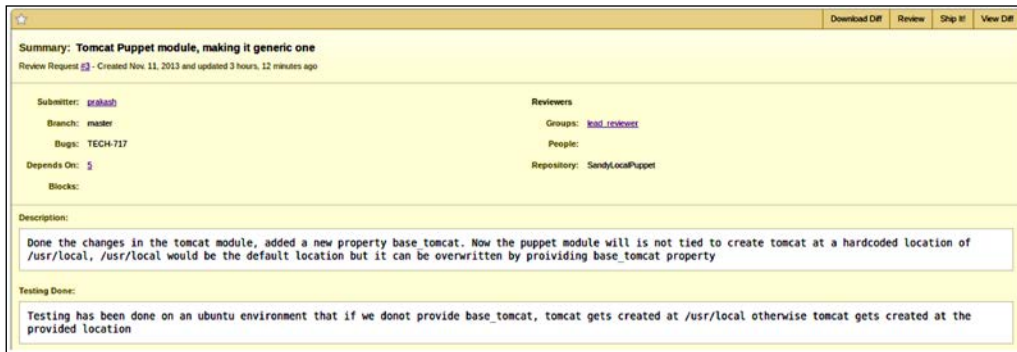 Download Diff Review Ship It! View Diff
Summary: Tomcat Puppet module, making it generic one
Review Request #3 - Created Nov. 11, 2013 and updated 3 hours, 12 minutes ago
Submitter: prakash
Reviewers
Branch: master
Groups: lead_reviewer
Bugs: TECH-717
People:
Depends On: 5
Repository: SandyLocalPuppet
Blocks:
Description:
Done the changes in the tomcat module, added a new property base_tomcat. Now the puppet module will is not tied to create tomcat at a hardcoded location of
/usr/local, /usr/local would be the default location but it can be overwritten by proividing base_tomcat property
Testing Done:
Testing has been done on an ubuntu environment that if we donot provide base_tomcat, tomcat gets created at /usr/local otherwise tomcat gets created at the
provided location